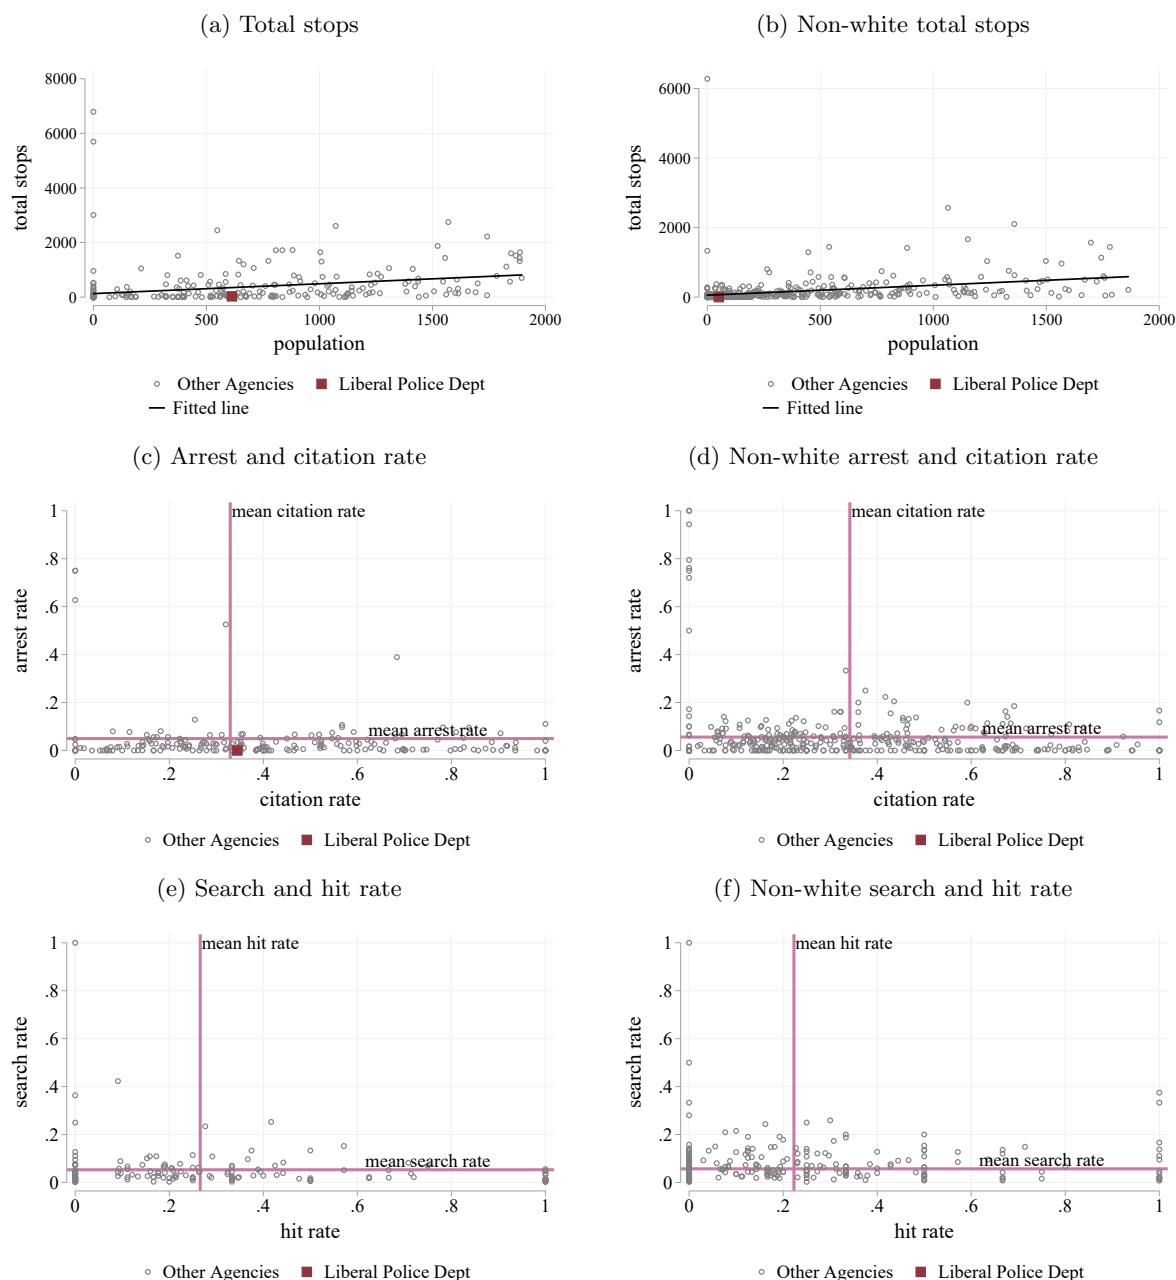 (a) Total stops
(b) Non-white total stops
total stops
8000
6000
4000
2000
0
0 500 1000 1500 2000
population
Other Agencies Liberal Police Dept
Fitted line
total stops
6000
4000
2000
0
0 500 1000 1500 2000
population
Other Agencies Liberal Police Dept
Fitted line
(c) Arrest and citation rate
(d) Non-white arrest and citation rate
arrest rate
1
.8
.6
.4
.2
0
mean citation rate
mean arrest rate
0 .2 .4 .6 .8 1
citation rate
Other Agencies Liberal Police Dept
arrest rate
1
.8
.6
.4
.2
0
mean citation rate
mean arrest rate
0 .2 .4 .6 .8 1
citation rate
Other Agencies Liberal Police Dept
(e) Search and hit rate
(f) Non-white search and hit rate
search rate
1
.8
.6
.4
.2
0
mean hit rate
mean search rate
0 .2 .4 .6 .8 1
hit rate
Other Agencies Liberal Police Dept
search rate
1
.8
.6
.4
.2
0
mean hit rate
mean search rate
0 .2 .4 .6 .8 1
hit rate
Other Agencies Liberal Police Dept